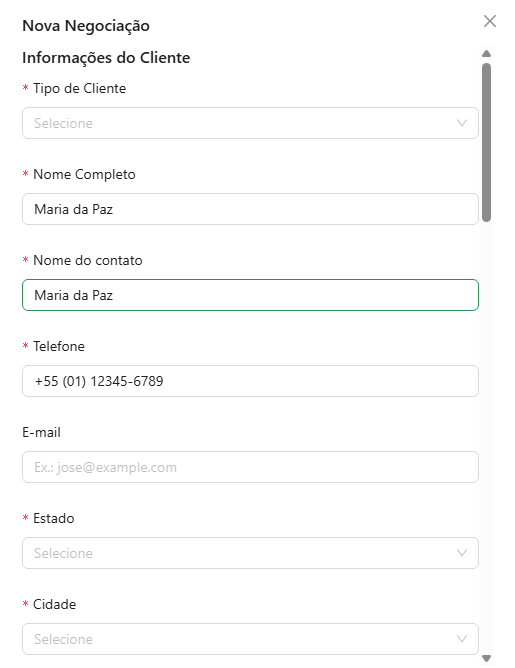 Nova Negociação
Informações do Cliente
* Tipo de Cliente
Selecione
* Nome Completo
Maria da Paz
* Nome do contato
Maria da Paz
* Telefone
+55 (01) 12345-6789
E-mail
Ex.: jose@example.com
* Estado
Selecione
* Cidade
Selecione